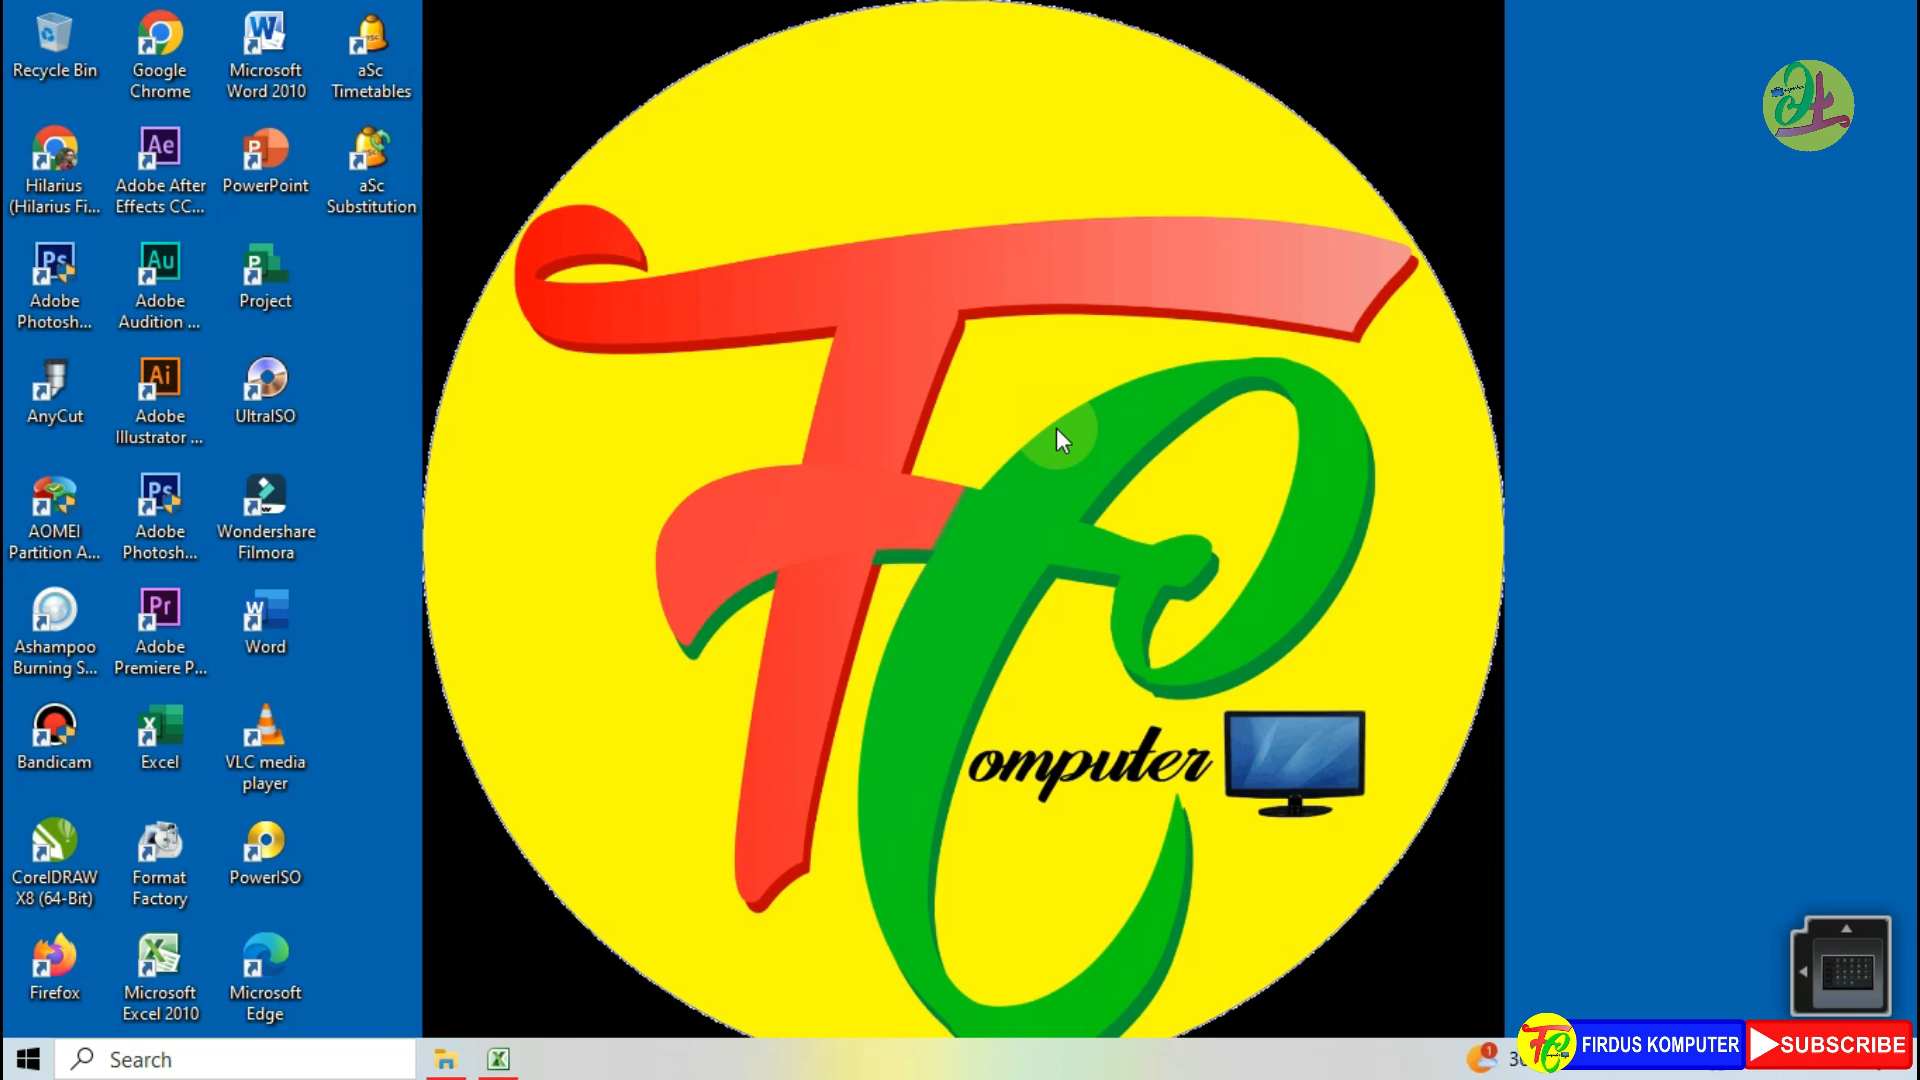 Recycle Bin
Google
Chrome
Microsoft
Word 2010
aSc
Timetables
Hilarius
(Hilarius Fi...
Adobe After
Effects CC...
PowerPoint
aSc
Substitution
Adobe
Photosh...
Adobe
Audition ...
Project
AnyCut
Adobe
Illustrator ...
UltraISO
AOMEI
Partition A...
Adobe
Photosh...
Wondershare
Filmora
Ashampoo
Burning S...
Adobe
Premiere P...
Word
Bandicam
Excel
VLC media
player
CorelDRAW
X8 (64-Bit)
Format
Factory
PowerISO
Firefox
Microsoft
Excel 2010
Microsoft
Edge
FC
omputer
Search
FIRDUS KOMPUTER
SUBSCRIBE